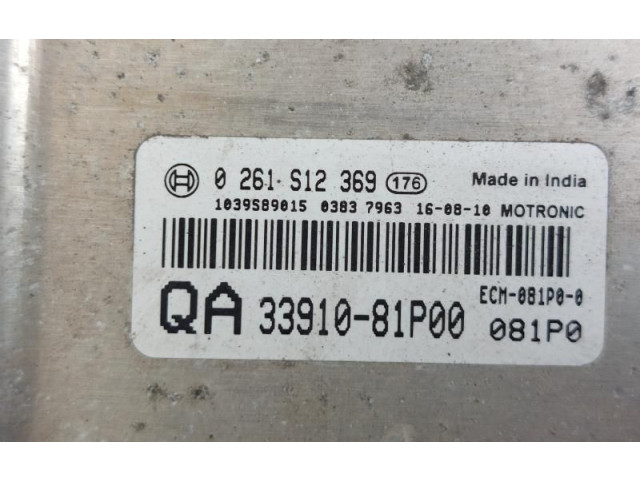 0 261 S12 369 176 Made in India
1039S89015 0383 7963 16-08-10 MOTRONIC
ECM-081P0-0
QA 33910-81P00 081P0